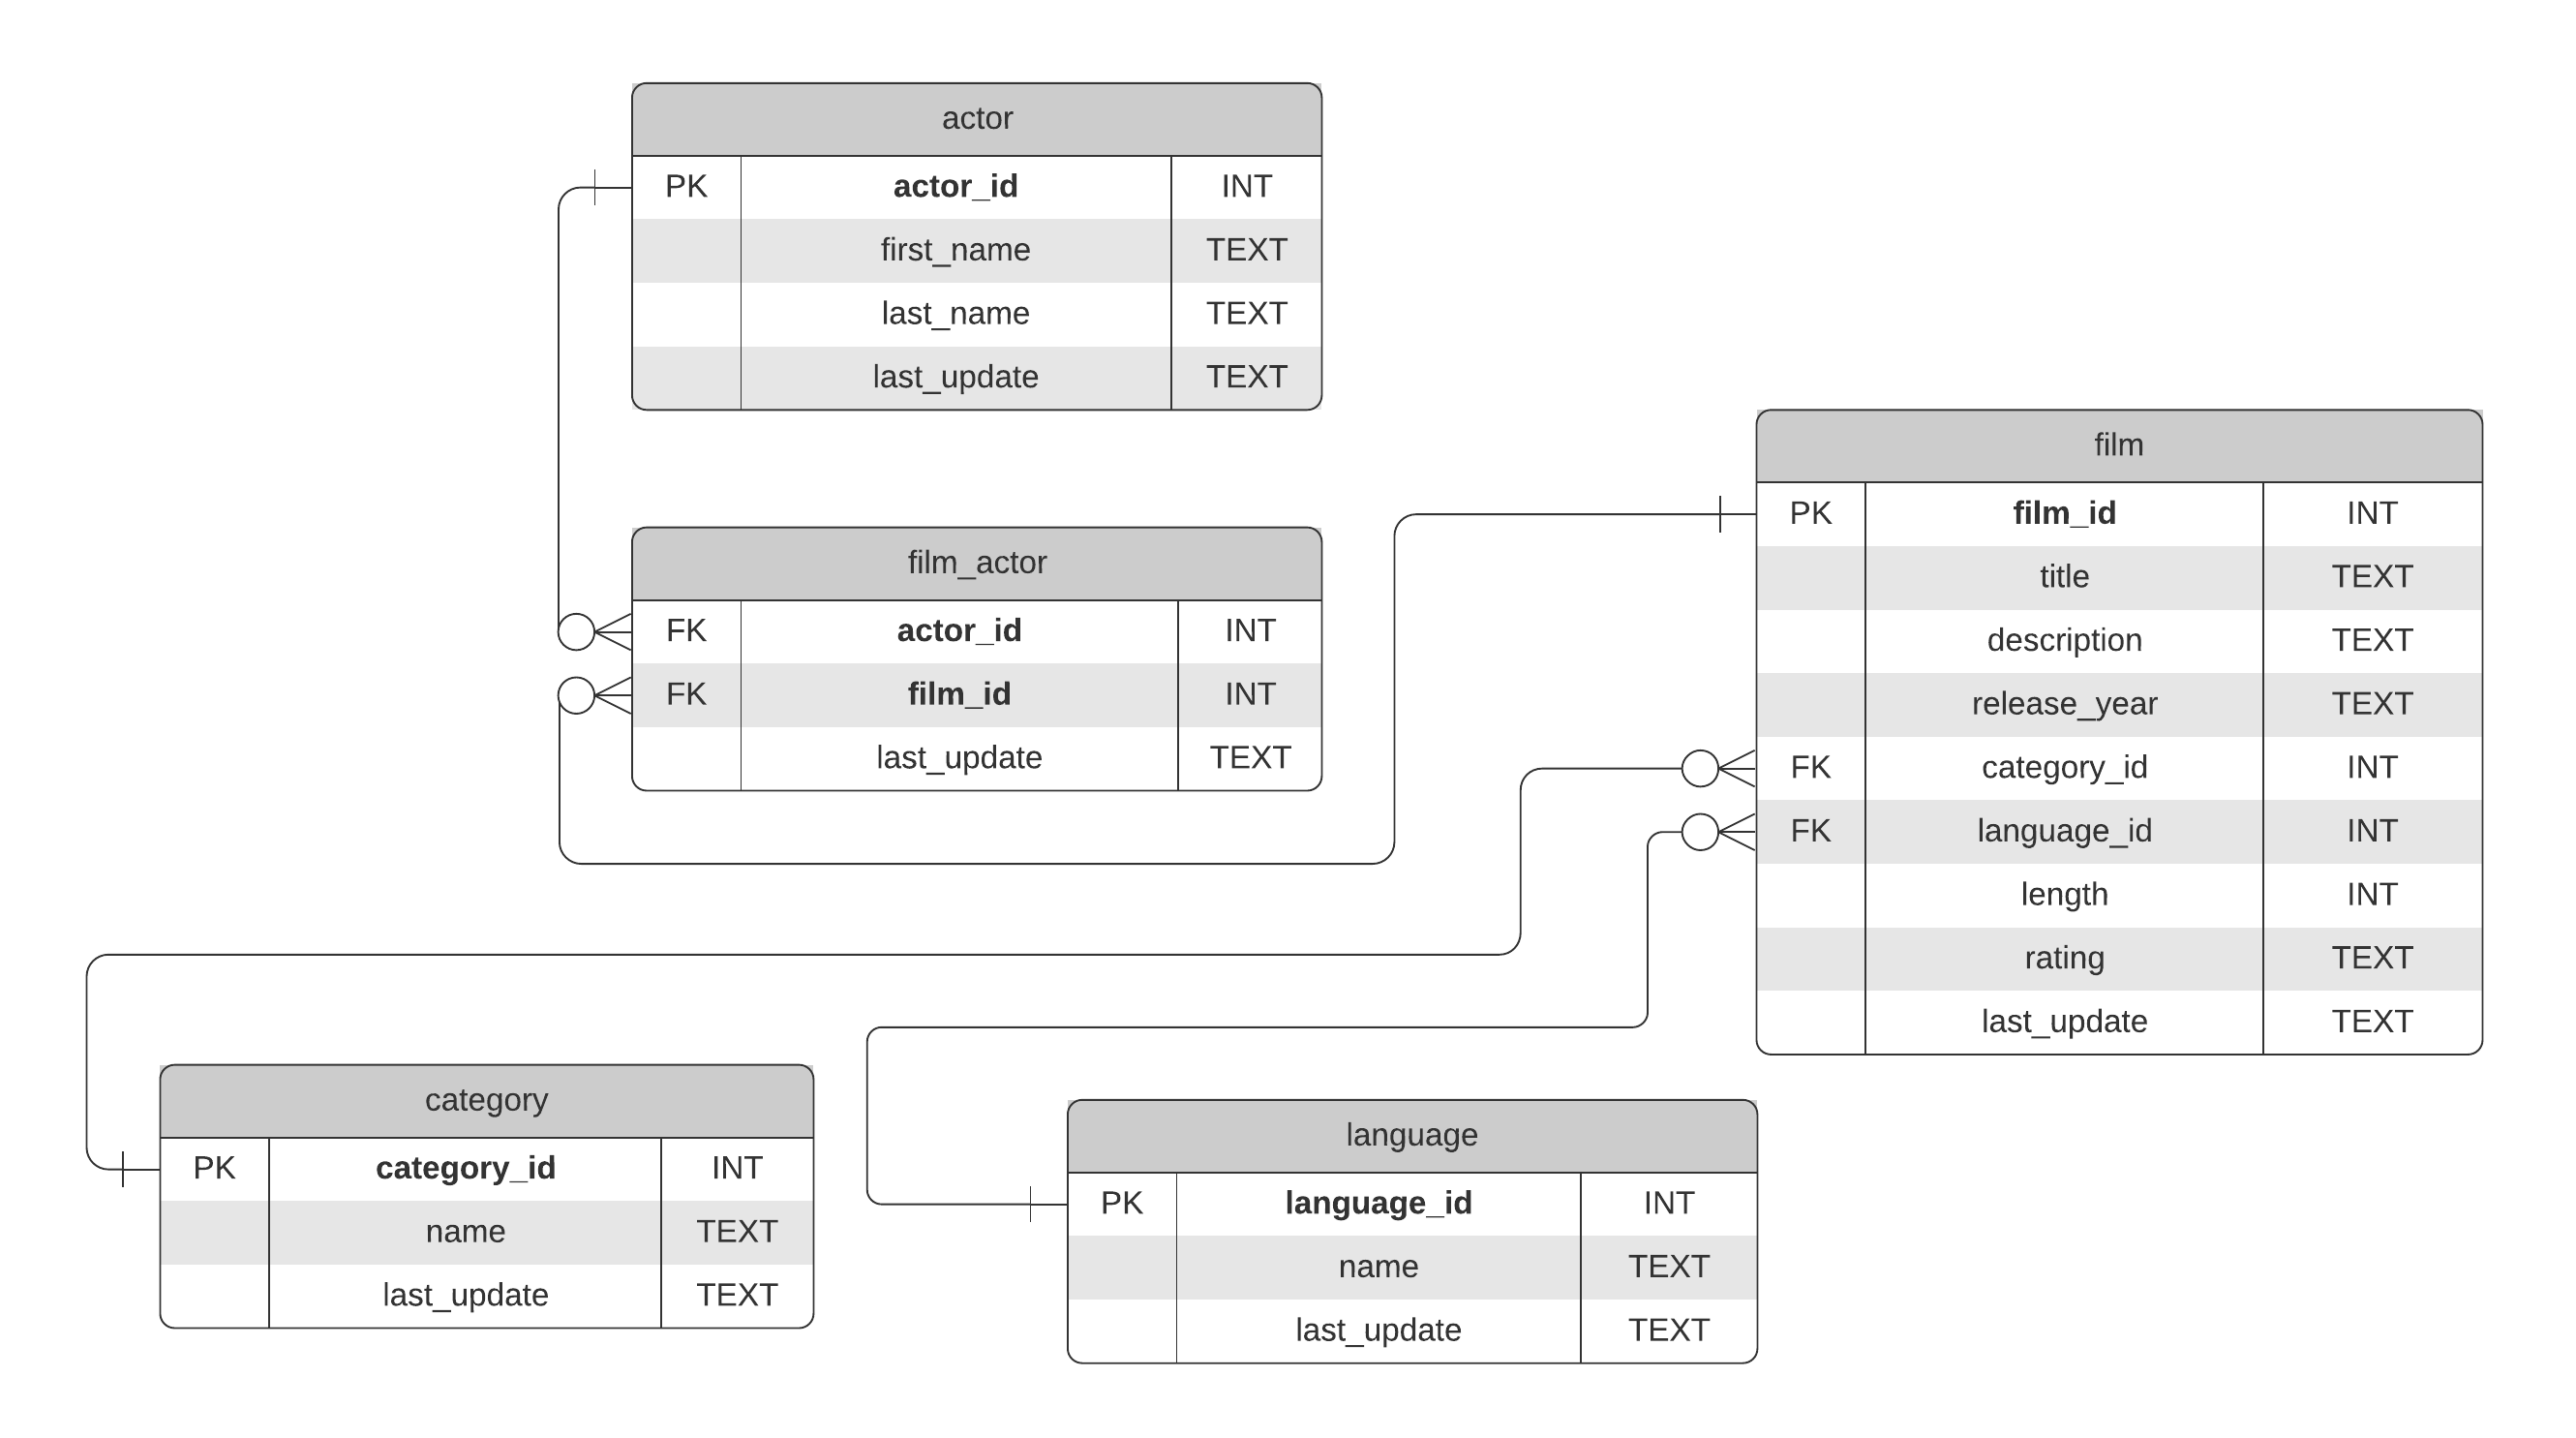 actor
PK actor_id INT
first_name TEXT
last_name TEXT
last_update TEXT
film_actor
FK actor_id INT
FK film_id INT
last_update TEXT
film
PK film_id INT
title TEXT
description TEXT
release_year TEXT
FK category_id INT
FK language_id INT
length INT
rating TEXT
last_update TEXT
category
PK category_id INT
name TEXT
last_update TEXT
language
PK language_id INT
name TEXT
last_update TEXT